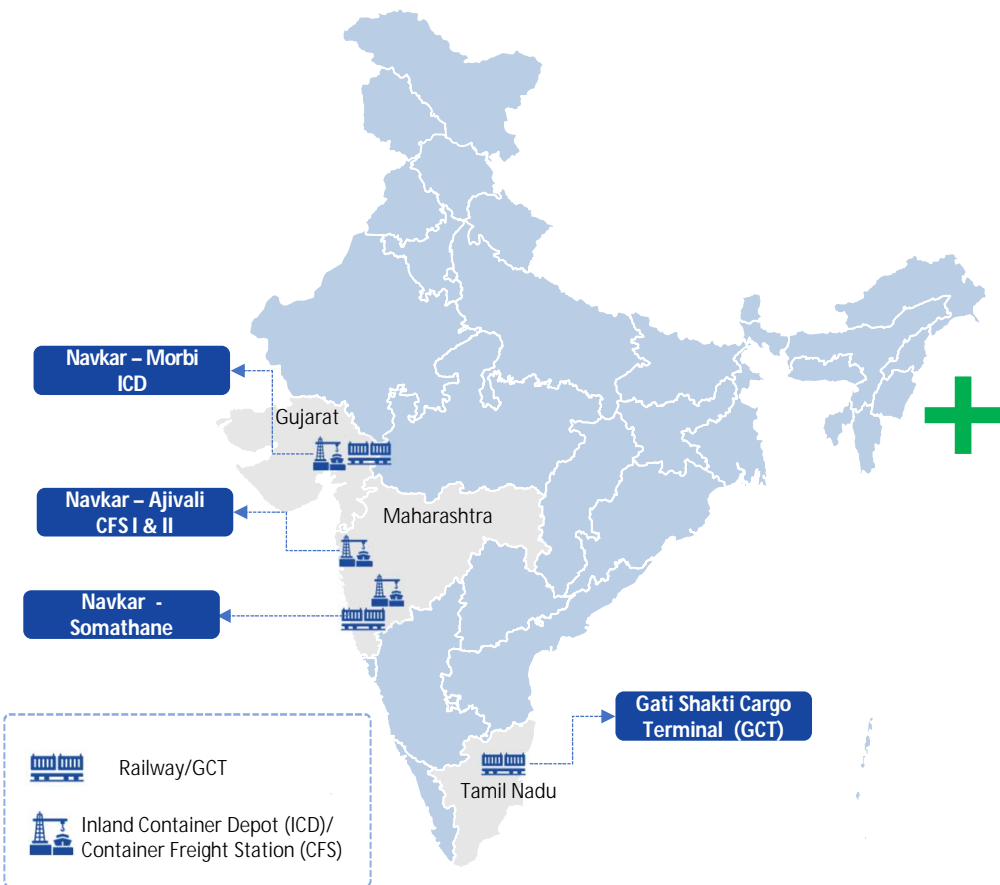 Navkar – Morbi
ICD
Gujarat
Navkar – Ajivali
CFS I & II
Maharashtra
Navkar -
Somathane
Gati Shakti Cargo
Terminal (GCT)
Tamil Nadu
Railway/GCT
Inland Container Depot (ICD)/
Container Freight Station (CFS)